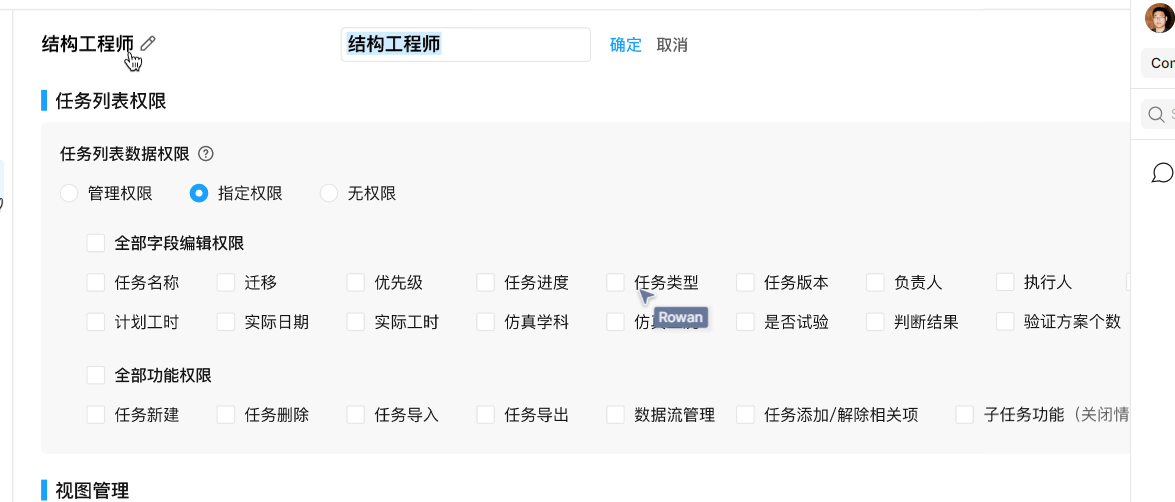 结构工程师 结构工程师 确定 取消
Con
任务列表权限
任务列表数据权限
管理权限 指定权限 无权限
全部字段编辑权限
任务名称 迁移 优先级 任务进度 任务类型 任务版本 负责人 执行人
计划工时 实际日期 实际工时 仿真学科 仿真 Rowan 是否试验 判断结果 验证方案个数
全部功能权限
任务新建 任务删除 任务导入 任务导出 数据流管理 任务添加/解除相关项 子任务功能（关闭情
视图管理